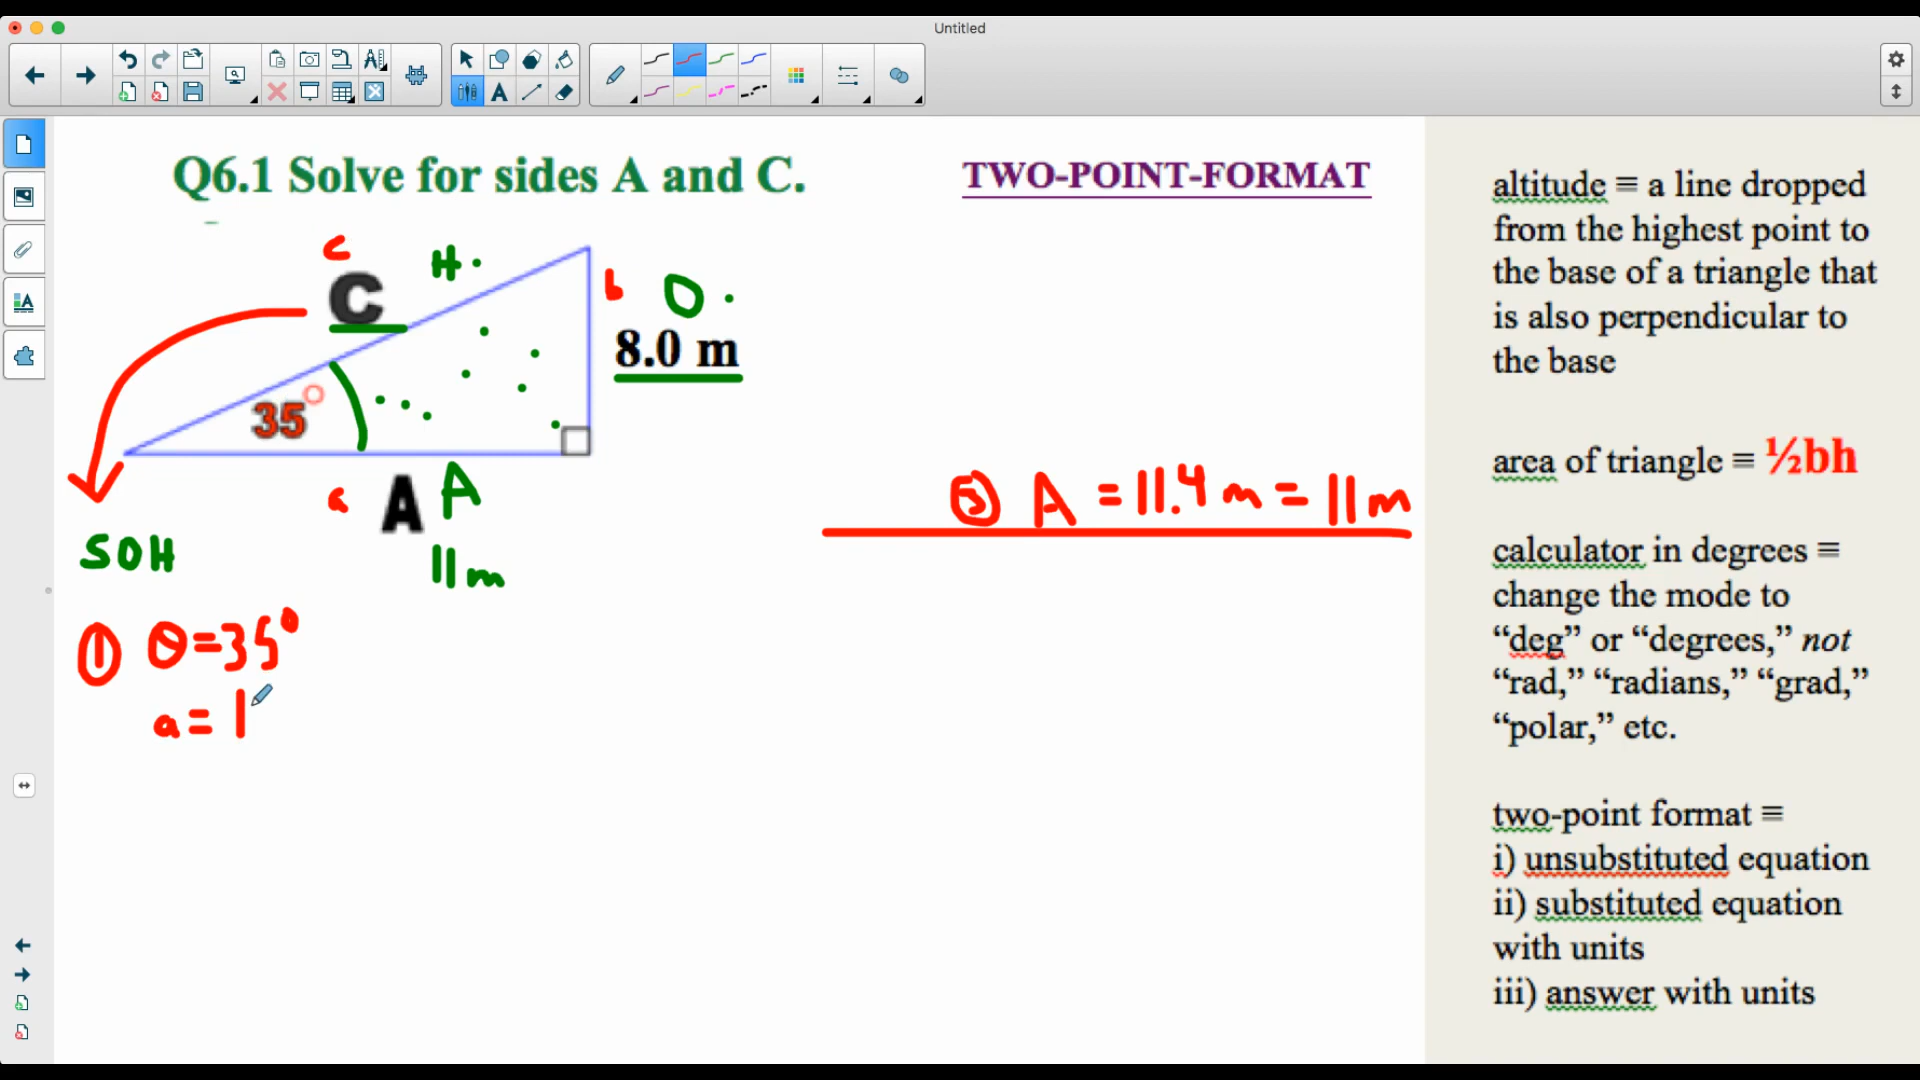 Untitled
Q6.1 Solve for sides A and C.
TWO-POINT-FORMAT
c
C
H
b
O
8.0 m
35°
a
A
A
11m
SOH
① θ=35°
a= 1
⑤ A = 11.4 m = 11 m
altitude ≡ a line dropped
from the highest point to
the base of a triangle that
is also perpendicular to
the base
area of triangle ≡ ½bh
calculator in degrees ≡
change the mode to
“deg” or “degrees,” not
“rad,” “radians,” “grad,”
“polar,” etc.
two-point format ≡
i) unsubstituted equation
ii) substituted equation
with units
iii) answer with units